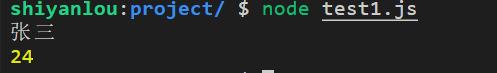 shiyanlou:project/ $ node test1.js
张三
24